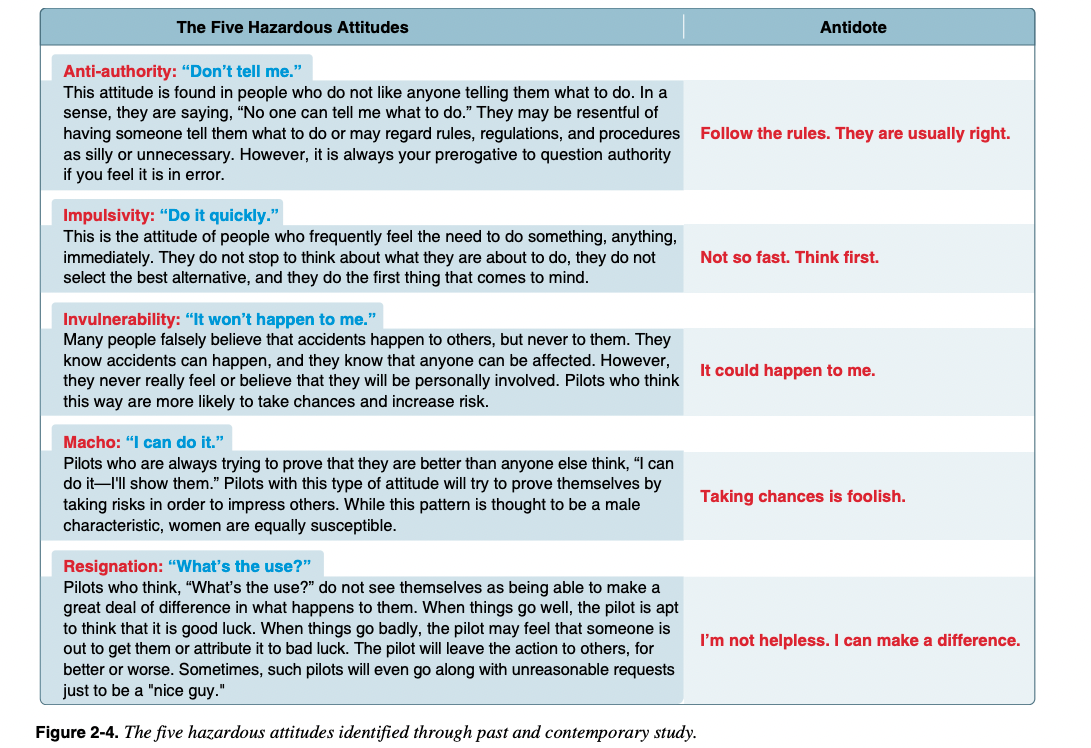 The Five Hazardous Attitudes
Antidote
Anti-authority: “Don’t tell me.”
This attitude is found in people who do not like anyone telling them what to do. In a
sense, they are saying, “No one can tell me what to do.” They may be resentful of
having someone tell them what to do or may regard rules, regulations, and procedures
as silly or unnecessary. However, it is always your prerogative to question authority
if you feel it is in error.
Follow the rules. They are usually right.
Impulsivity: “Do it quickly.”
This is the attitude of people who frequently feel the need to do something, anything,
immediately. They do not stop to think about what they are about to do, they do not
select the best alternative, and they do the first thing that comes to mind.
Not so fast. Think first.
Invulnerability: “It won’t happen to me.”
Many people falsely believe that accidents happen to others, but never to them. They
know accidents can happen, and they know that anyone can be affected. However,
they never really feel or believe that they will be personally involved. Pilots who think
this way are more likely to take chances and increase risk.
It could happen to me.
Macho: “I can do it.”
Pilots who are always trying to prove that they are better than anyone else think, “I can
do it—I'll show them.” Pilots with this type of attitude will try to prove themselves by
taking risks in order to impress others. While this pattern is thought to be a male
characteristic, women are equally susceptible.
Taking chances is foolish.
Resignation: “What’s the use?”
Pilots who think, “What’s the use?” do not see themselves as being able to make a
great deal of difference in what happens to them. When things go well, the pilot is apt
to think that it is good luck. When things go badly, the pilot may feel that someone is
out to get them or attribute it to bad luck. The pilot will leave the action to others, for
better or worse. Sometimes, such pilots will even go along with unreasonable requests
just to be a "nice guy."
I’m not helpless. I can make a difference.
Figure 2-4. The five hazardous attitudes identified through past and contemporary study.